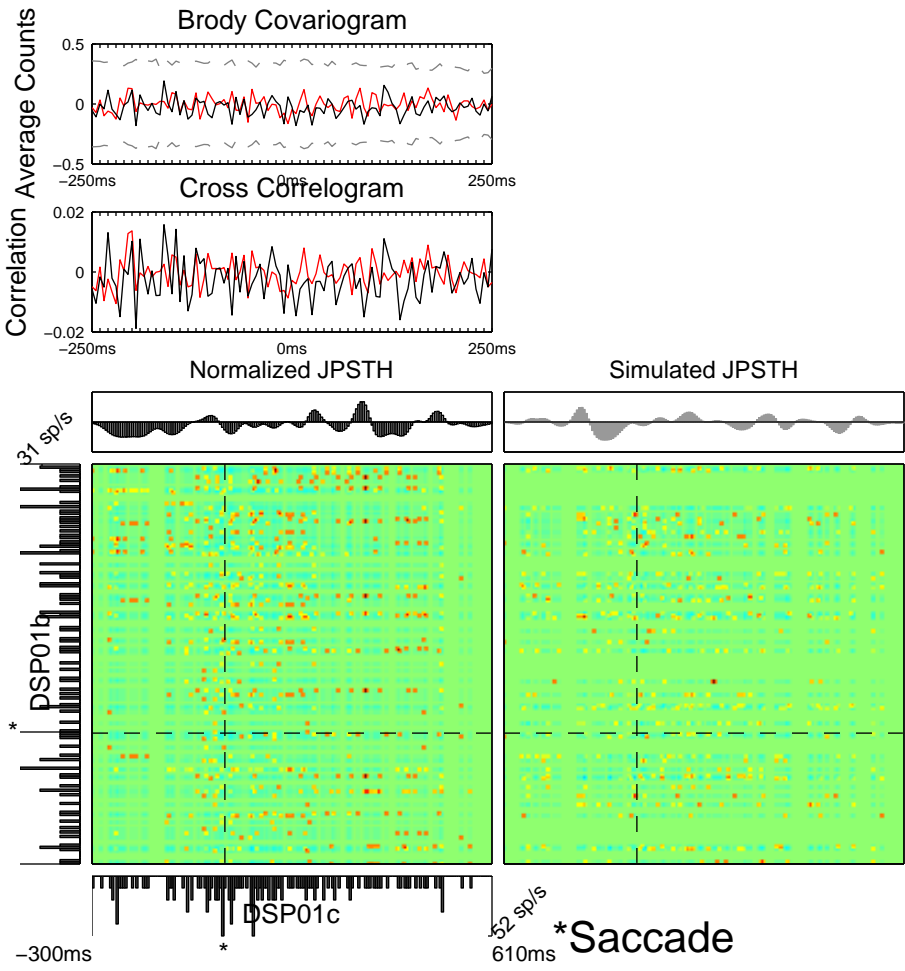 Brody Covariogram
Average Counts
0.5
0
−0.5
−250ms
0ms
250ms
Cross Correlogram
Correlation
0.02
0
−0.02
−250ms
0ms
250ms
Normalized JPSTH
Simulated JPSTH
31 sp/s
DSP01b
*
DSP01c
52 sp/s
*
−300ms
610ms
*Saccade